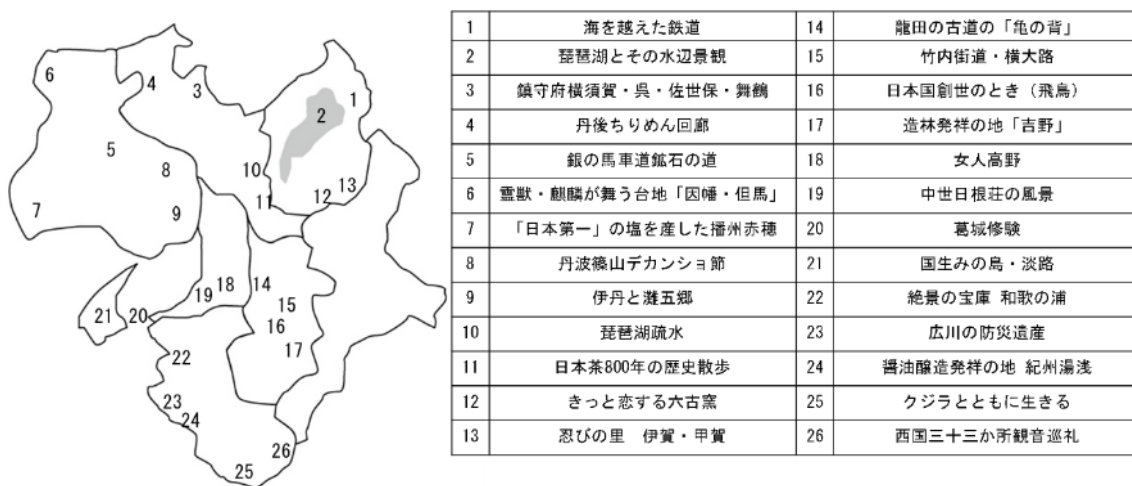 6
4
3
1
2
5
8
10
13
12
7
9
11
18
14
19
15
21
20
16
17
22
23
24
26
25
1 海を越えた鉄道 14 龍田の古道の「亀の背」
2 琵琶湖とその水辺景観 15 竹内街道・横大路
3 鎮守府横須賀・呉・佐世保・舞鶴 16 日本国創世のとき（飛鳥）
4 丹後ちりめん回廊 17 造林発祥の地「吉野」
5 銀の馬車道鉱石の道 18 女人高野
6 霊獣・麒麟が舞う台地「因幡・但馬」 19 中世日根荘の風景
7 「日本第一」の塩を産した播州赤穂 20 葛城修験
8 丹波篠山デカンショ節 21 国生みの島・淡路
9 伊丹と灘五郷 22 絶景の宝庫 和歌の浦
10 琵琶湖疏水 23 広川の防災遺産
11 日本茶800年の歴史散歩 24 醤油醸造発祥の地 紀州湯浅
12 きっと恋する六古窯 25 クジラとともに生きる
13 忍びの里　伊賀・甲賀 26 西国三十三か所観音巡礼